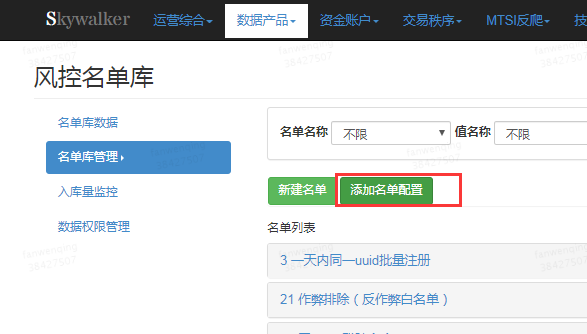 Skywalker 运营综合 数据产品 资金账户 交易秩序 MTSI反爬
风控名单库
名单库数据
名单库管理
入库量监控
数据权限管理
名单名称 不限 值名称 不限
新建名单 添加名单配置
名单列表
3 一天内同一uuid批量注册
21 作弊排除（反作弊白名单）